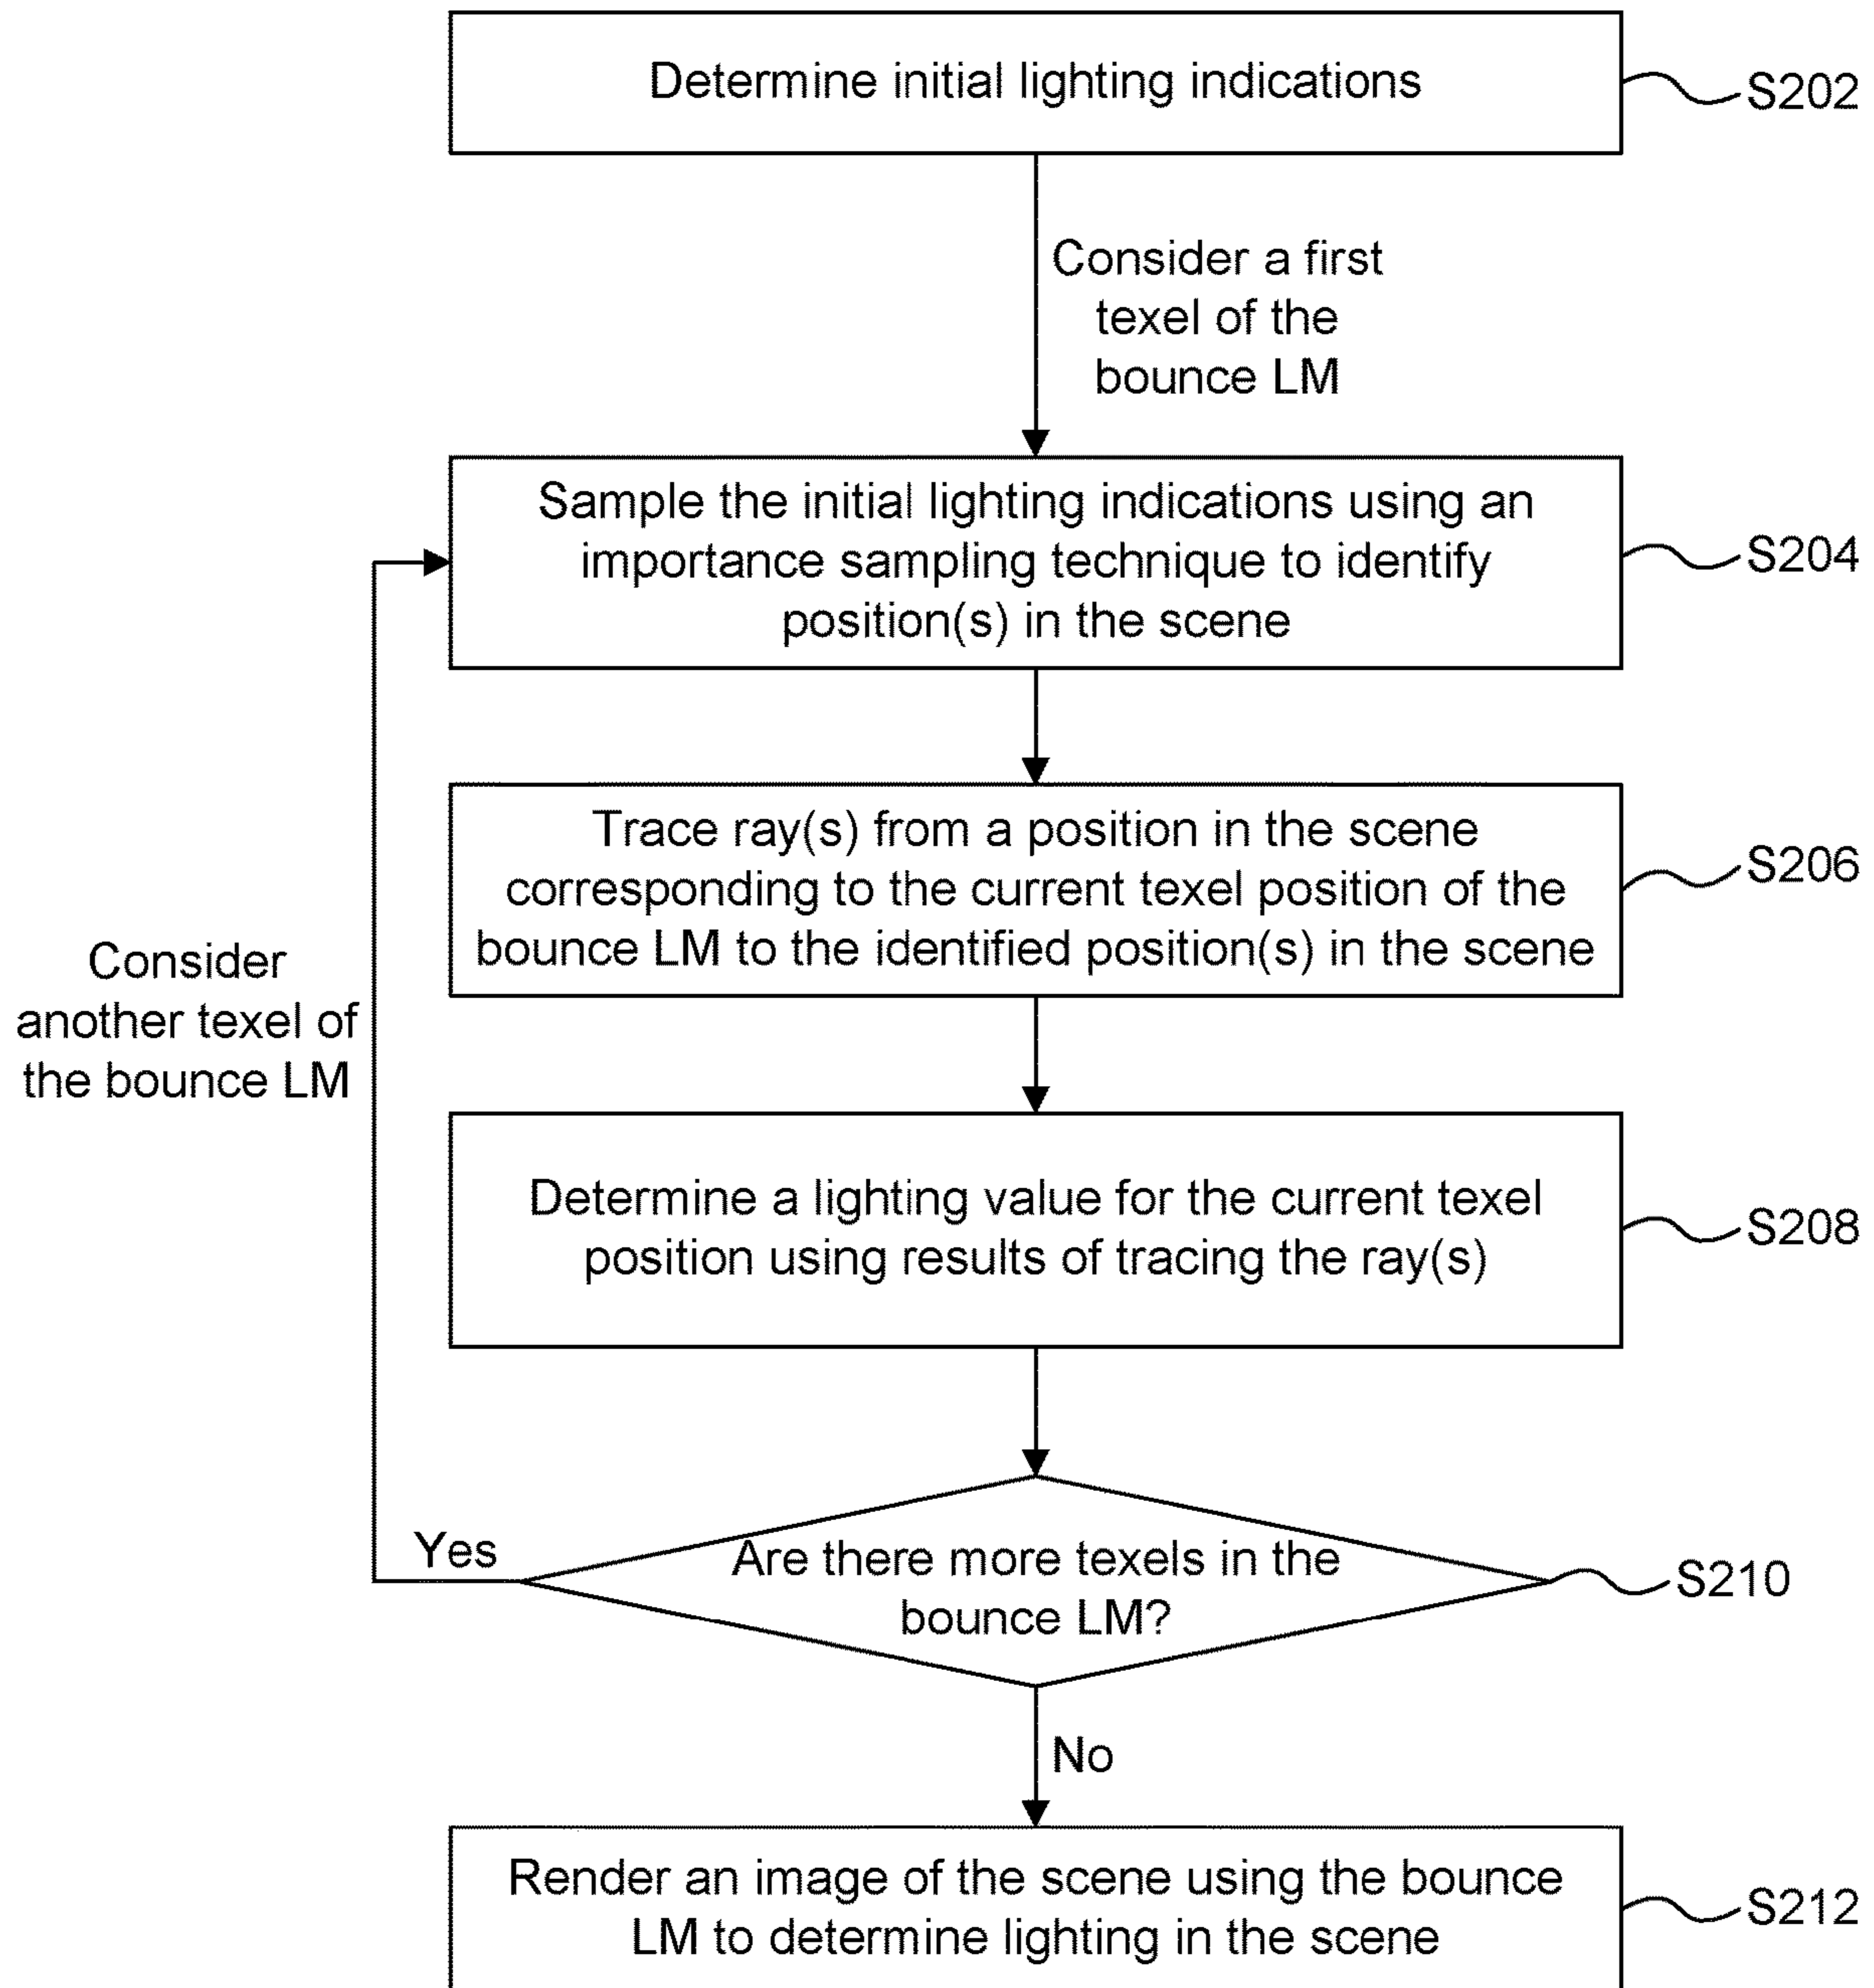 Determine initial lighting indications
S202
Consider a first
texel of the
bounce LM
Sample the initial lighting indications using an
importance sampling technique to identify
position(s) in the scene
S204
Trace ray(s) from a position in the scene
corresponding to the current texel position of the
bounce LM to the identified position(s) in the scene
S206
Consider
another texel of
the bounce LM
Determine a lighting value for the current texel
position using results of tracing the ray(s)
S208
Yes
Are there more texels in the
bounce LM?
S210
No
Render an image of the scene using the bounce
LM to determine lighting in the scene
S212